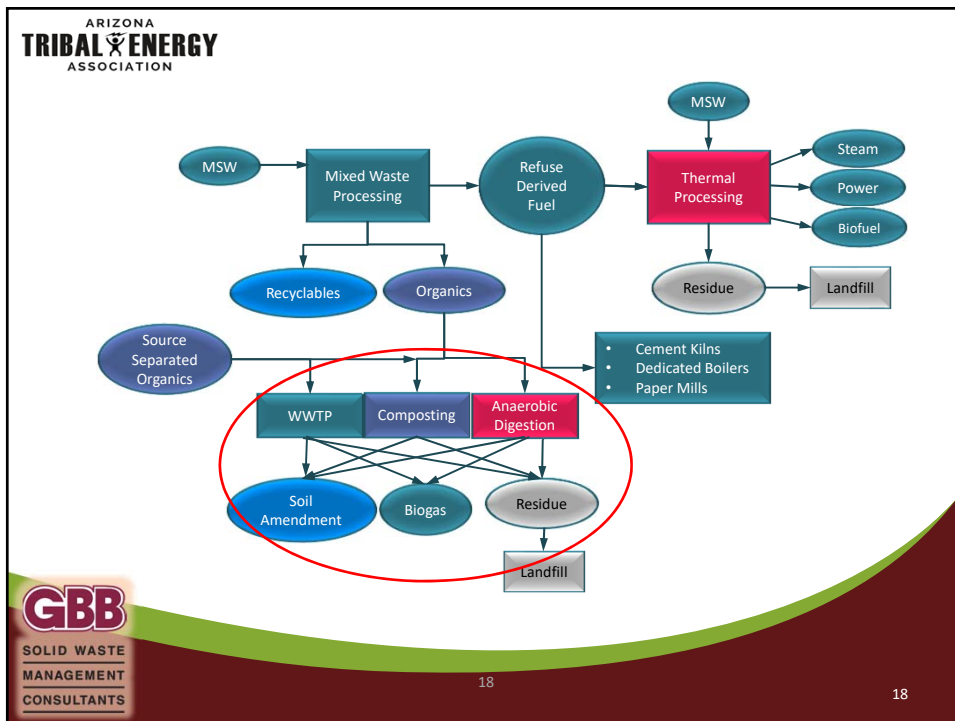 ARIZONA
TRIBAL ENERGY
ASSOCIATION
MSW
MSW
Mixed Waste
Processing
Refuse
Derived
Fuel
Thermal
Processing
Steam
Power
Biofuel
Recyclables
Organics
Residue
Landfill
Source
Separated
Organics
• Cement Kilns
• Dedicated Boilers
• Paper Mills
WWTP
Composting
Anaerobic
Digestion
Soil
Amendment
Biogas
Residue
Landfill
GBB
SOLID WASTE
MANAGEMENT
CONSULTANTS
18
18